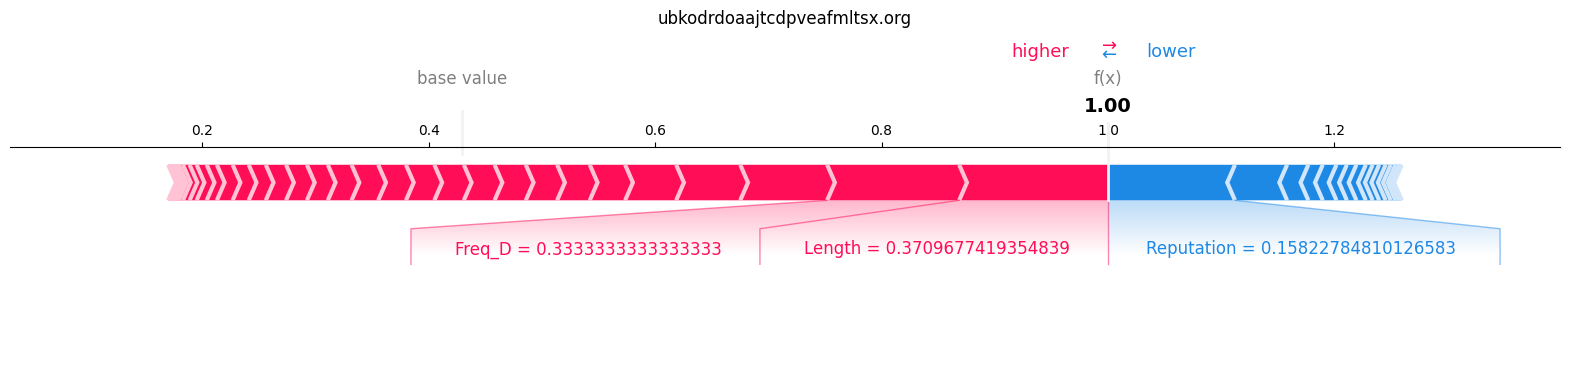 ubkodrdoaajtcdpveafmltsx.org
higher ⇄ lower
base value f(x)
1.00
0.2 0.4 0.6 0.8 1 0 1.2
Freq_D = 0.3333333333333333 Length = 0.3709677419354839 Reputation = 0.15822784810126583